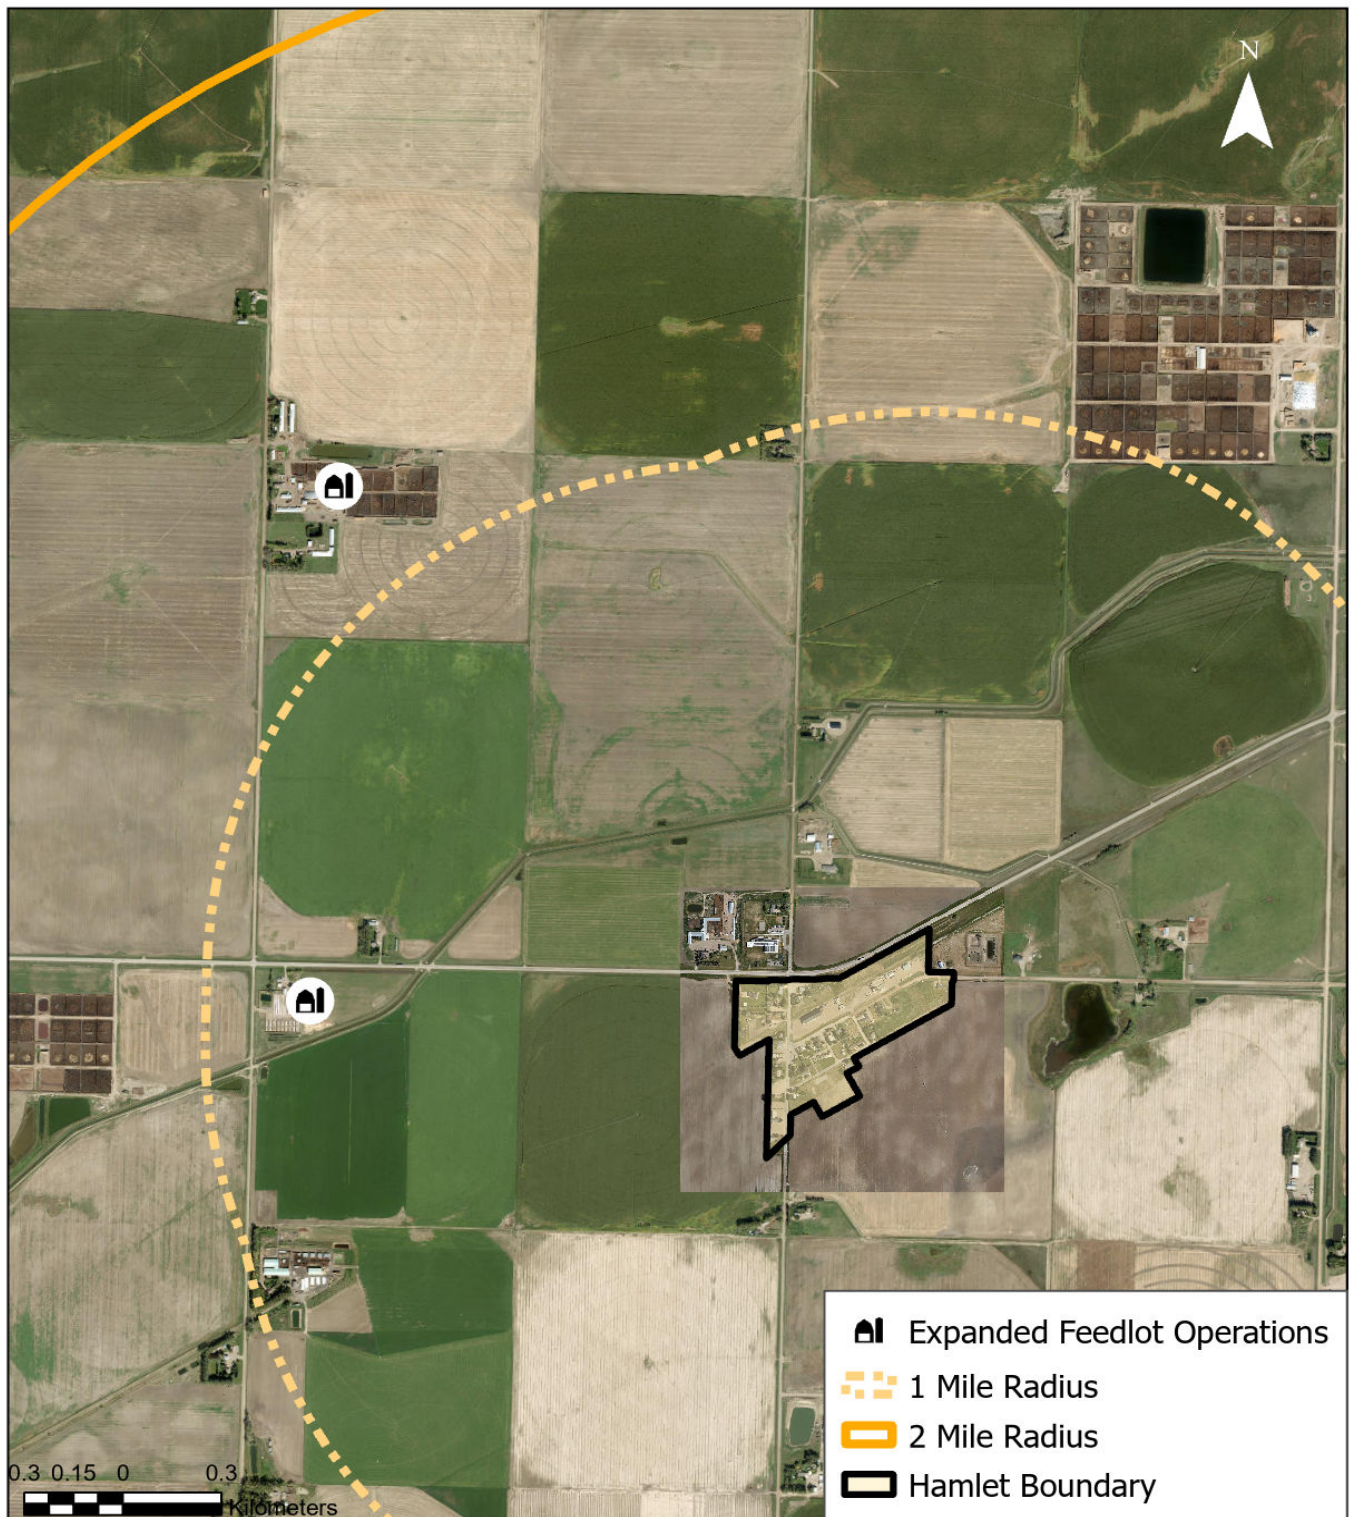 N
Expanded Feedlot Operations
1 Mile Radius
2 Mile Radius
Hamlet Boundary
0.3 0.15 0 0.3
Kilometers